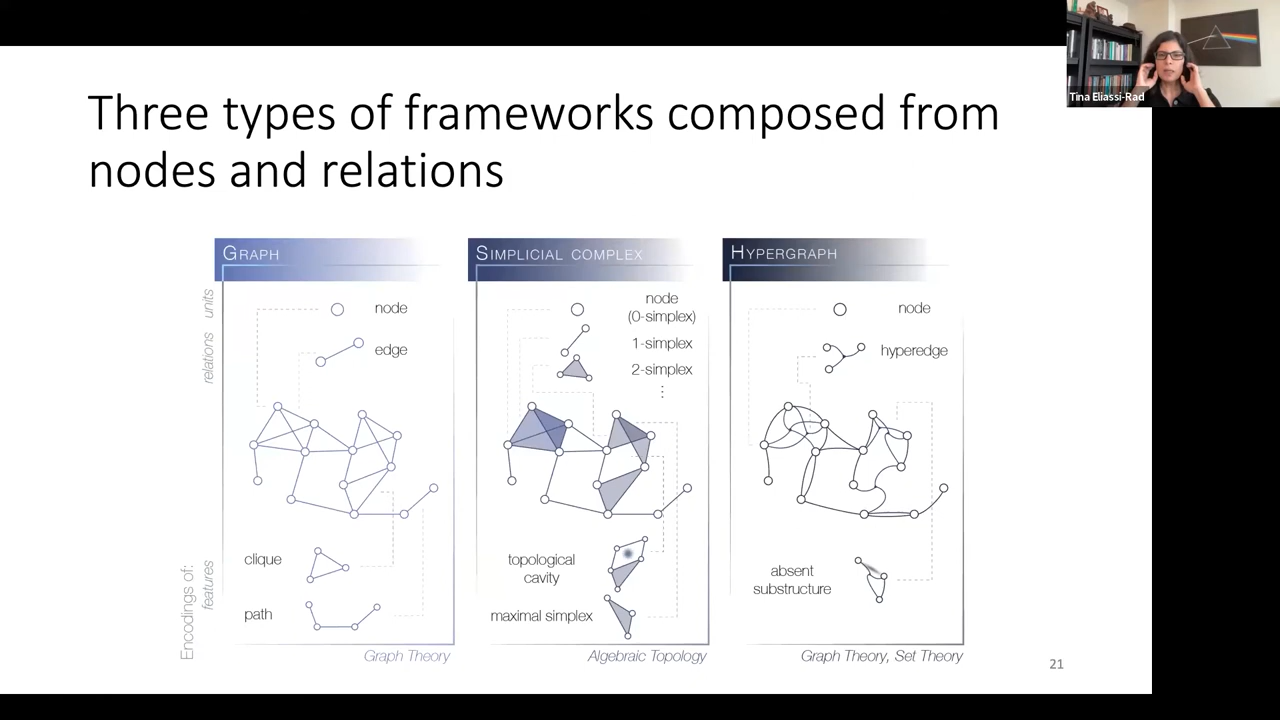 Tina Eliassi-Rad
Three types of frameworks composed from
nodes and relations
GRAPH
units
relations
node
edge
clique
path
Encodings of:
features
Graph Theory
SIMPLICIAL COMPLEX
node
(0-simplex)
1-simplex
2-simplex
⋮
topological
cavity
maximal simplex
Algebraic Topology
HYPERGRAPH
node
hyperedge
absent
substructure
Graph Theory, Set Theory
21